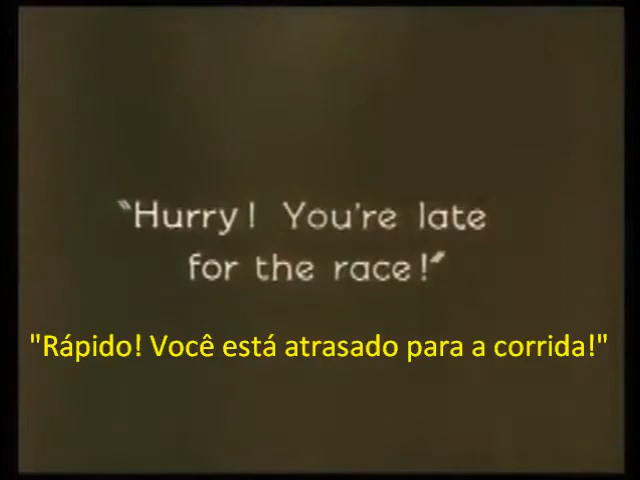 "Hurry! You're late
for the race!"
"Rápido! Você está atrasado para a corrida!"